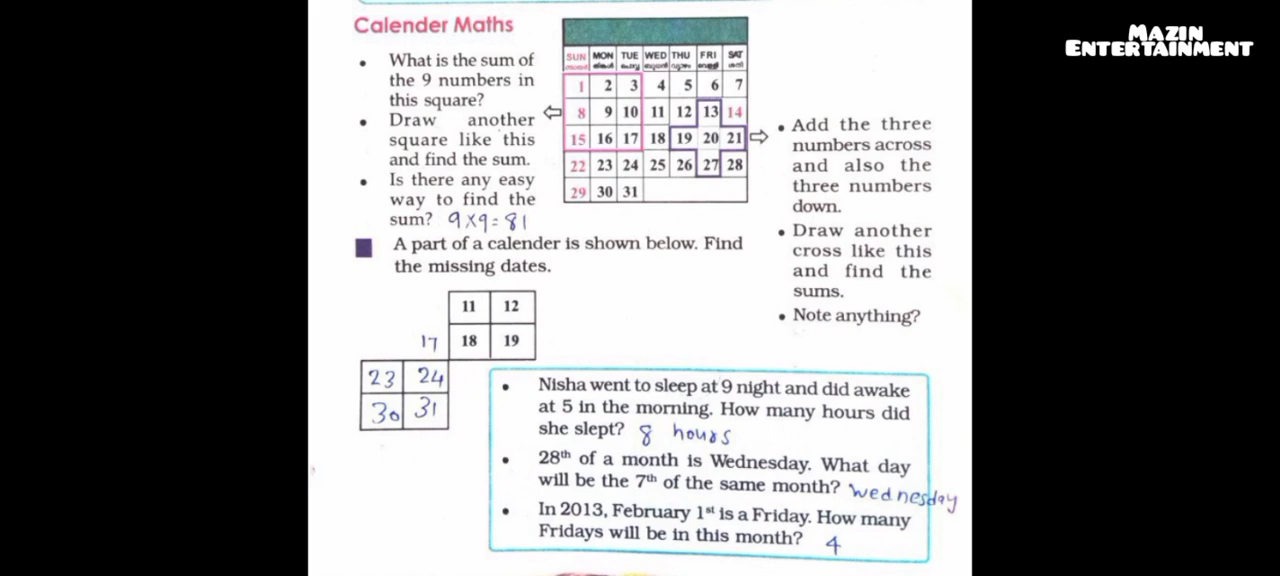 Mazin
Entertainment
Calender Maths
• What is the sum of
the 9 numbers in
this square?
• Draw another
square like this
and find the sum.
• Is there any easy
way to find the
sum? 9x9=81
SUN MON TUE WED THU FRI SAT
1 2 3 4 5 6 7
8 9 10 11 12 13 14
15 16 17 18 19 20 21
22 23 24 25 26 27 28
29 30 31
• Add the three
numbers across
and also the
three numbers
down.
• Draw another
cross like this
and find the
sums.
• Note anything?
A part of a calender is shown below. Find
the missing dates.
11 12
17 18 19
23 24
30 31
• Nisha went to sleep at 9 night and did awake
at 5 in the morning. How many hours did
she slept? 8 hours
• 28th of a month is Wednesday. What day
will be the 7th of the same month? Wednesday
• In 2013, February 1st is a Friday. How many
Fridays will be in this month? 4